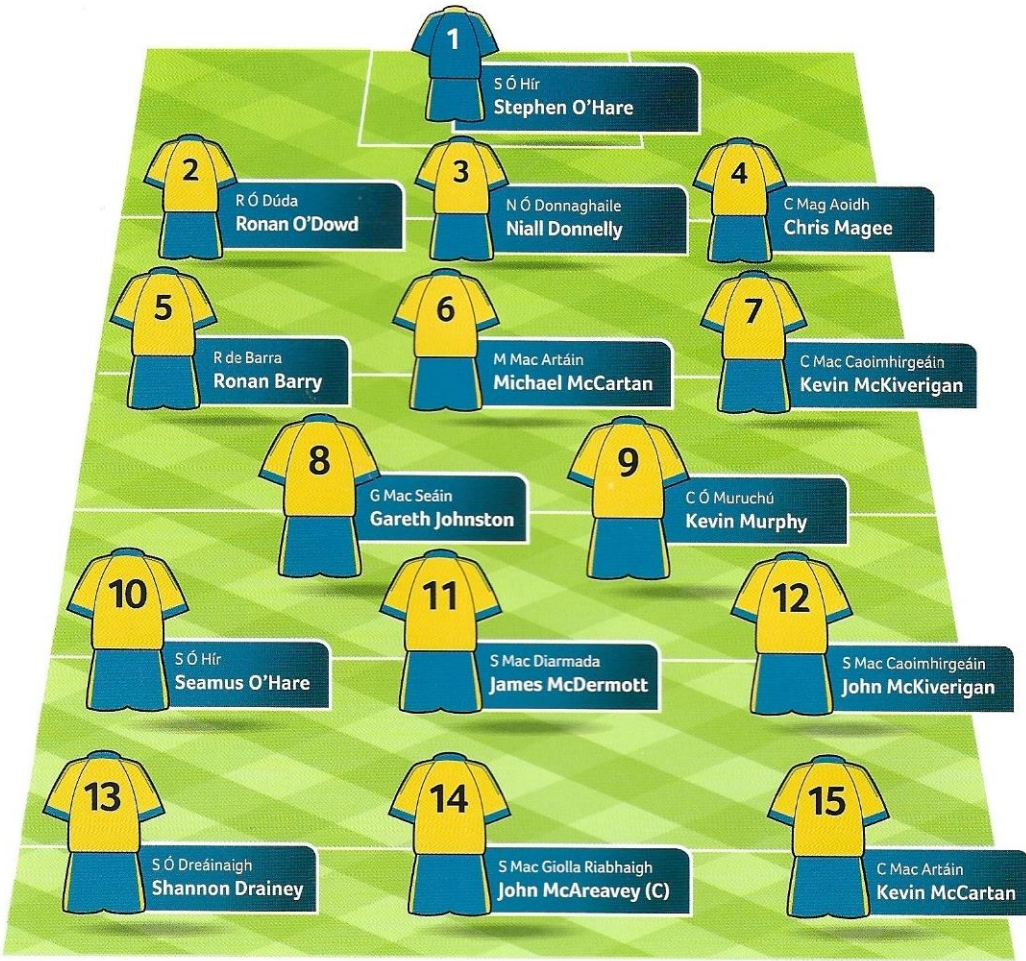 1
S Ó Hír
Stephen O'Hare
2
R Ó Dúda
Ronan O'Dowd
3
N Ó Donnaghaile
Niall Donnelly
4
C Mag Aoidh
Chris Magee
5
R de Barra
Ronan Barry
6
M Mac Artáin
Michael McCartan
7
C Mac Caoimhirgeáin
Kevin McKiverigan
8
G Mac Seáin
Gareth Johnston
9
C Ó Muruchú
Kevin Murphy
10
S Ó Hír
Seamus O'Hare
11
S Mac Diarmada
James McDermott
12
S Mac Caoimhirgeáin
John McKiverigan
13
S Ó Dreáinaigh
Shannon Drainey
14
S Mac Giolla Riabhaigh
John McAreavey (C)
15
C Mac Artáin
Kevin McCartan